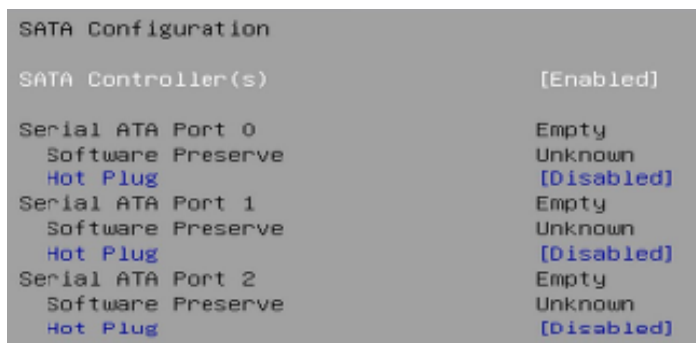 SATA Configuration
SATA Controller(s) [Enabled]
Serial ATA Port 0 Empty
Software Preserve Unknown
Hot Plug [Disabled]
Serial ATA Port 1 Empty
Software Preserve Unknown
Hot Plug [Disabled]
Serial ATA Port 2 Empty
Software Preserve Unknown
Hot Plug [Disabled]